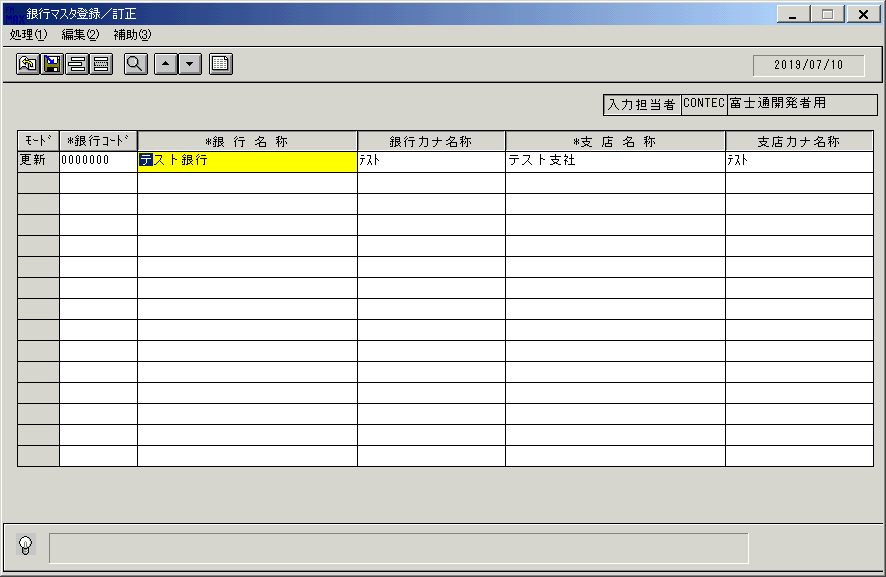 銀行マスタ登録／訂正
処理(1) 編集(2) 補助(3)
2019/07/10
入力担当者 CONTEC 富士通開発者用
ﾓｰﾄﾞ *銀行ｺｰﾄﾞ *銀 行 名 称 銀行カナ名称 *支 店 名 称 支店カナ名称
更新 0000000 テスト銀行 ﾃｽﾄ テスト支社 ﾃｽﾄ